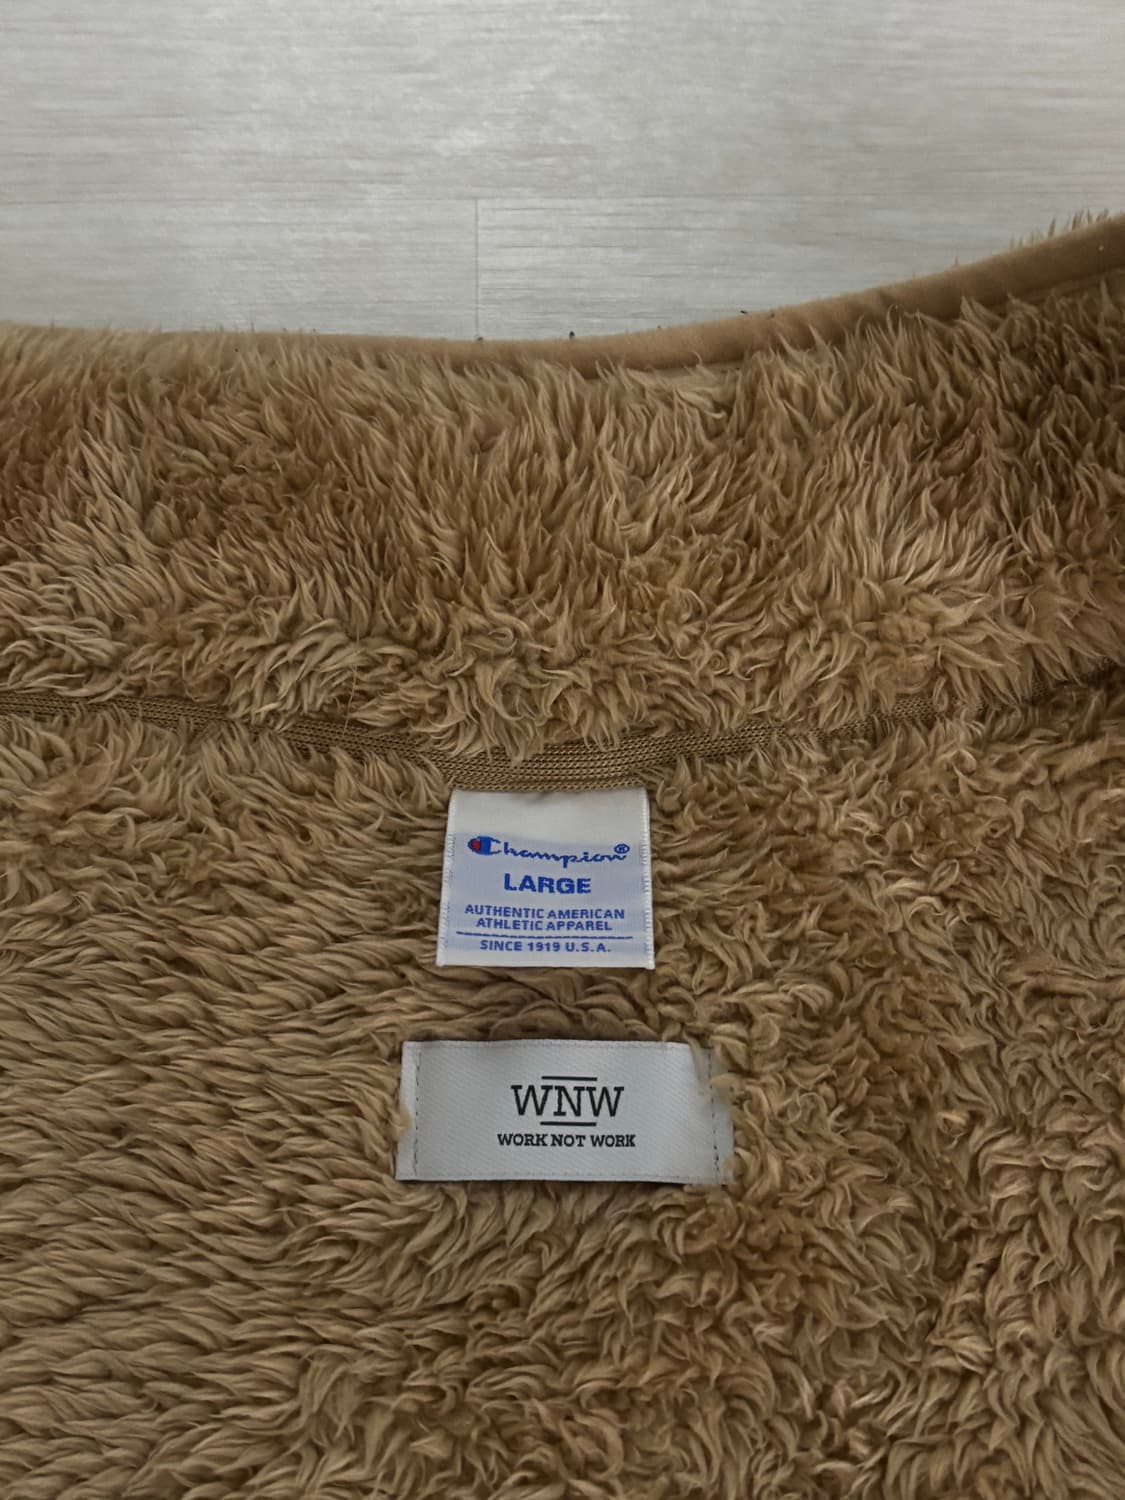 Champion®
LARGE
AUTHENTIC AMERICAN
ATHLETIC APPAREL
SINCE 1919 U.S.A.
WNW
WORK NOT WORK